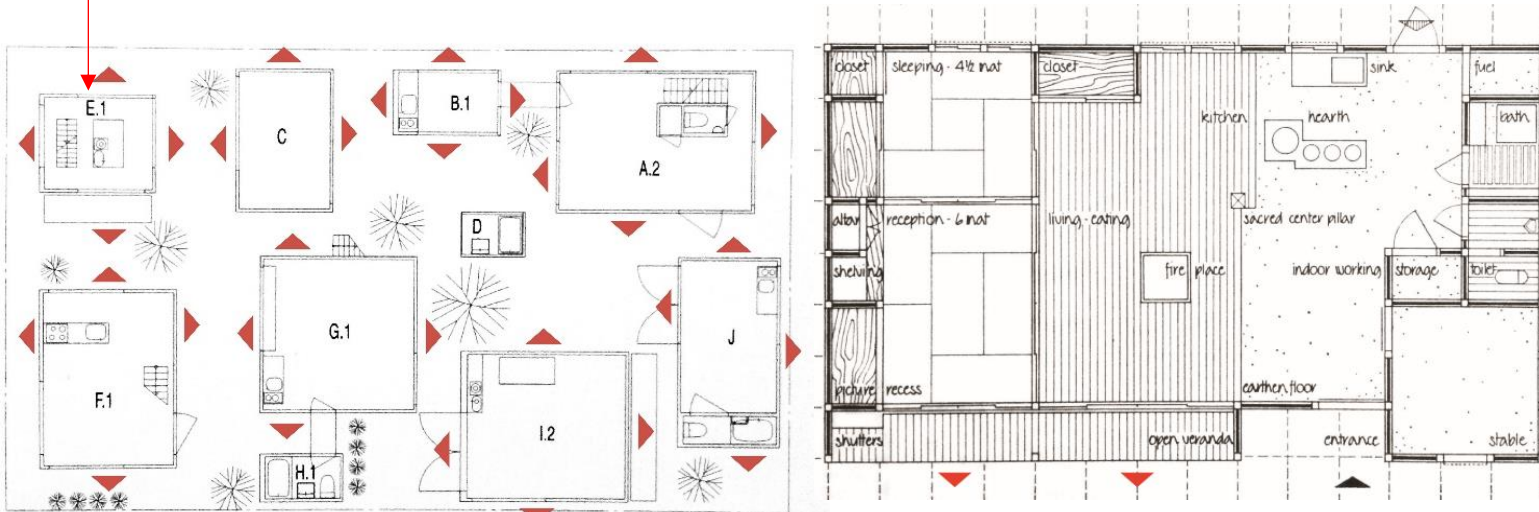 E.1
C
B.1
A.2
D
G.1
J
F.1
I.2
H.1
closet
sleeping - 4½ mat
closet
sink
fuel
kitchen
hearth
bath
altar
reception - 6 mat
living - eating
sacred center pillar
shelving
fire place
indoor working
storage
toilet
picture recess
earthen floor
shutters
open veranda
entrance
stable